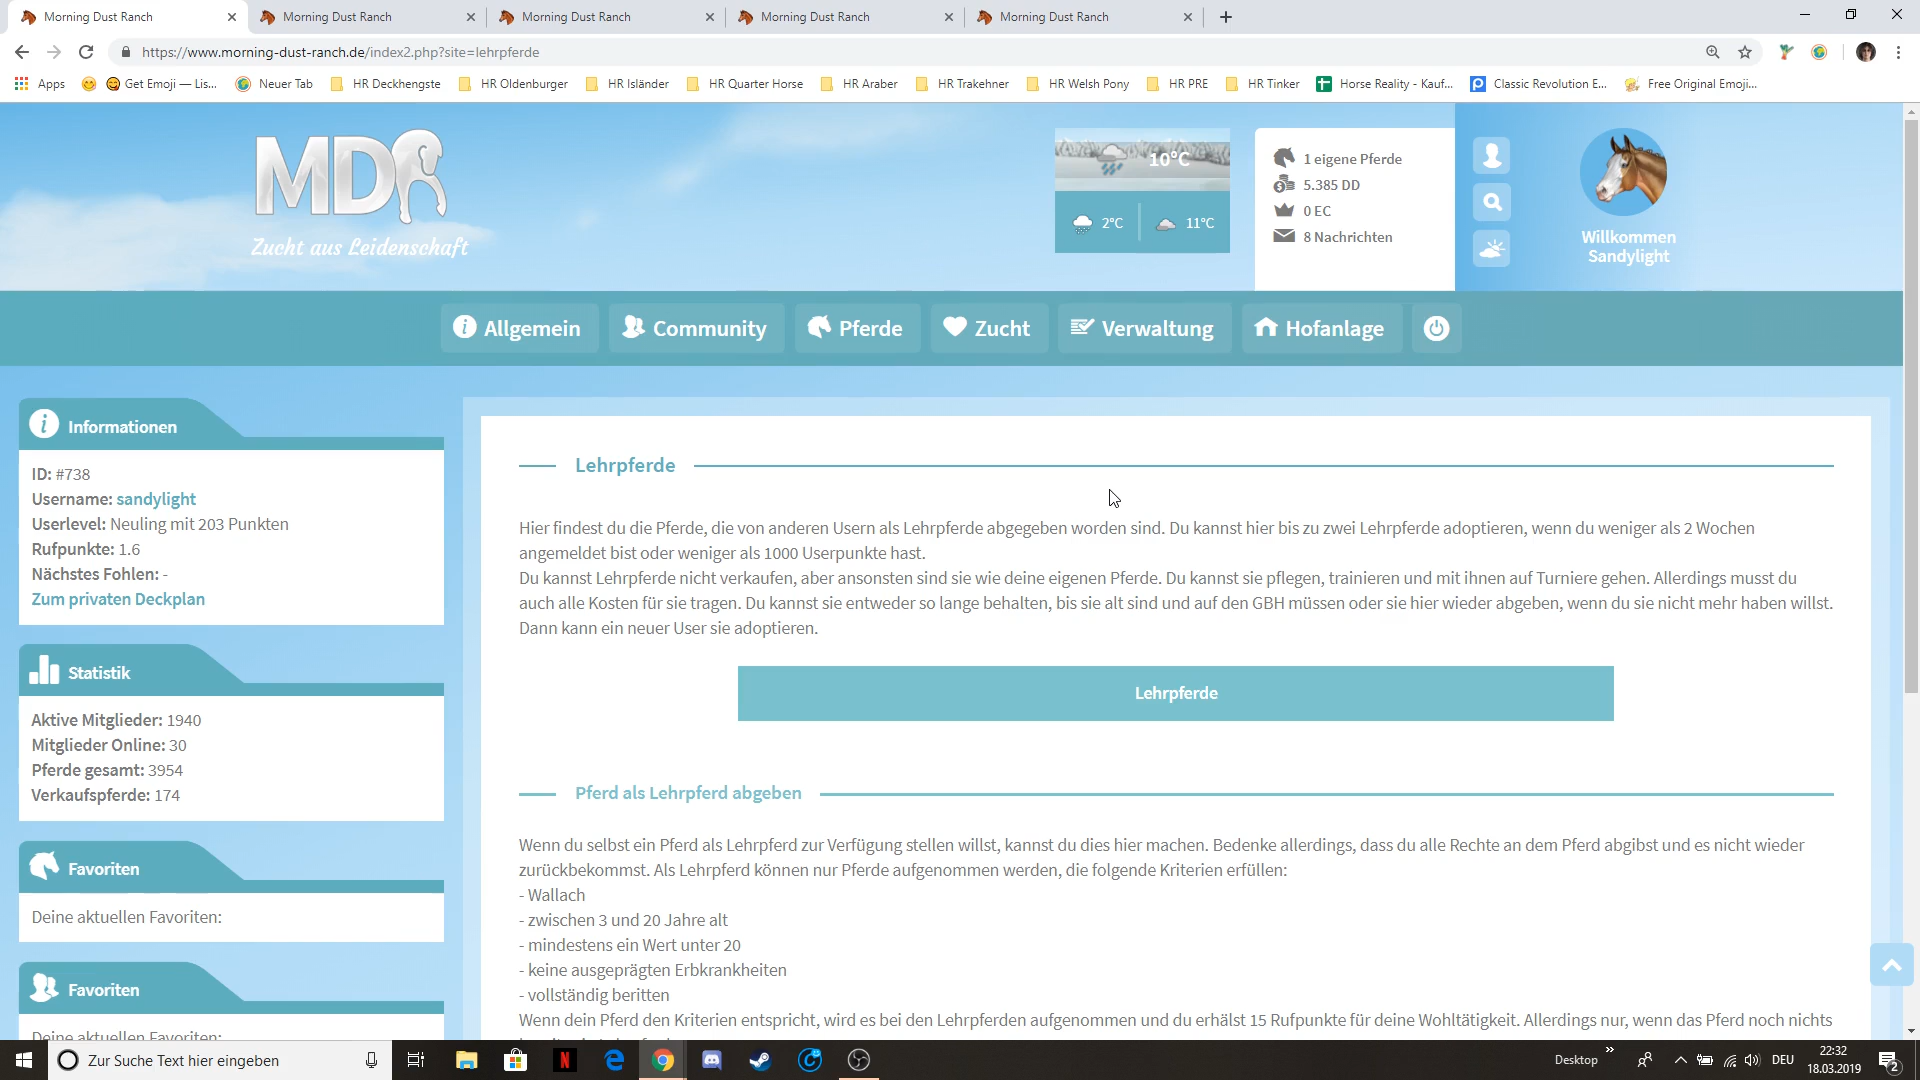 Morning Dust Ranch
Morning Dust Ranch
Morning Dust Ranch
Morning Dust Ranch
Morning Dust Ranch
https://www.morning-dust-ranch.de/index2.php?site=lehrpferde
Apps
Get Emoji — Lis...
Neuer Tab
HR Deckhengste
HR Oldenburger
HR Isländer
HR Quarter Horse
HR Araber
HR Trakehner
HR Welsh Pony
HR PRE
HR Tinker
Horse Reality - Kauf...
Classic Revolution E...
Free Original Emoji...
MDR
Zucht aus Leidenschaft
10°C
2°C
11°C
1 eigene Pferde
5.385 DD
0 EC
8 Nachrichten
Willkommen
Sandylight
Allgemein
Community
Pferde
Zucht
Verwaltung
Hofanlage
Informationen
ID: #738
Username: sandylight
Userlevel: Neuling mit 203 Punkten
Rufpunkte: 1.6
Nächstes Fohlen: -
Zum privaten Deckplan
Statistik
Aktive Mitglieder: 1940
Mitglieder Online: 30
Pferde gesamt: 3954
Verkaufspferde: 174
Favoriten
Deine aktuellen Favoriten:
Favoriten
Deine aktuellen Favoriten:
Lehrpferde
Hier findest du die Pferde, die von anderen Usern als Lehrpferde abgegeben worden sind. Du kannst hier bis zu zwei Lehrpferde adoptieren, wenn du weniger als 2 Wochen
angemeldet bist oder weniger als 1000 Userpunkte hast.
Du kannst Lehrpferde nicht verkaufen, aber ansonsten sind sie wie deine eigenen Pferde. Du kannst sie pflegen, trainieren und mit ihnen auf Turniere gehen. Allerdings musst du
auch alle Kosten für sie tragen. Du kannst sie entweder so lange behalten, bis sie alt sind und auf den GBH müssen oder sie hier wieder abgeben, wenn du sie nicht mehr haben willst.
Dann kann ein neuer User sie adoptieren.
Lehrpferde
Pferd als Lehrpferd abgeben
Wenn du selbst ein Pferd als Lehrpferd zur Verfügung stellen willst, kannst du dies hier machen. Bedenke allerdings, dass du alle Rechte an dem Pferd abgibst und es nicht wieder
zurückbekommst. Als Lehrpferd können nur Pferde aufgenommen werden, die folgende Kriterien erfüllen:
- Wallach
- zwischen 3 und 20 Jahre alt
- mindestens ein Wert unter 20
- keine ausgeprägten Erbkrankheiten
- vollständig beritten
Wenn dein Pferd den Kriterien entspricht, wird es bei den Lehrpferden aufgenommen und du erhälst 15 Rufpunkte für deine Wohltätigkeit. Allerdings nur, wenn das Pferd noch nichts
Zur Suche Text hier eingeben
Desktop
DEU
22:32
18.03.2019
2